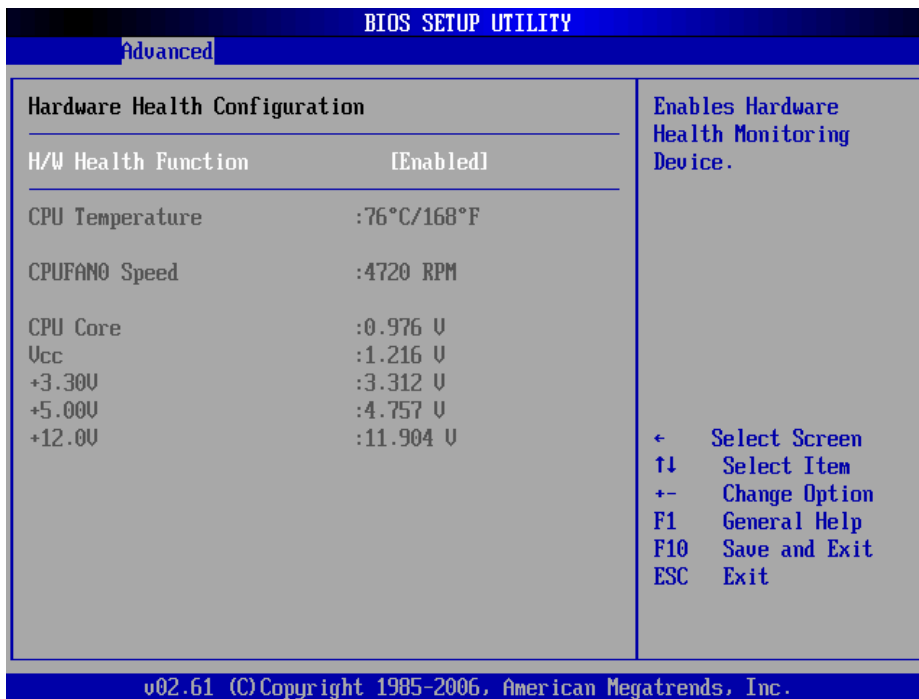 BIOS SETUP UTILITY
Advanced
Hardware Health Configuration
H/W Health Function [Enabled]
CPU Temperature :76°C/168°F
CPUFAN0 Speed :4720 RPM
CPU Core :0.976 V
Vcc :1.216 V
+3.30V :3.312 V
+5.00V :4.757 V
+12.0V :11.904 V
Enables Hardware
Health Monitoring
Device.
← Select Screen
↑↓ Select Item
+- Change Option
F1 General Help
F10 Save and Exit
ESC Exit
v02.61 (C)Copyright 1985-2006, American Megatrends, Inc.